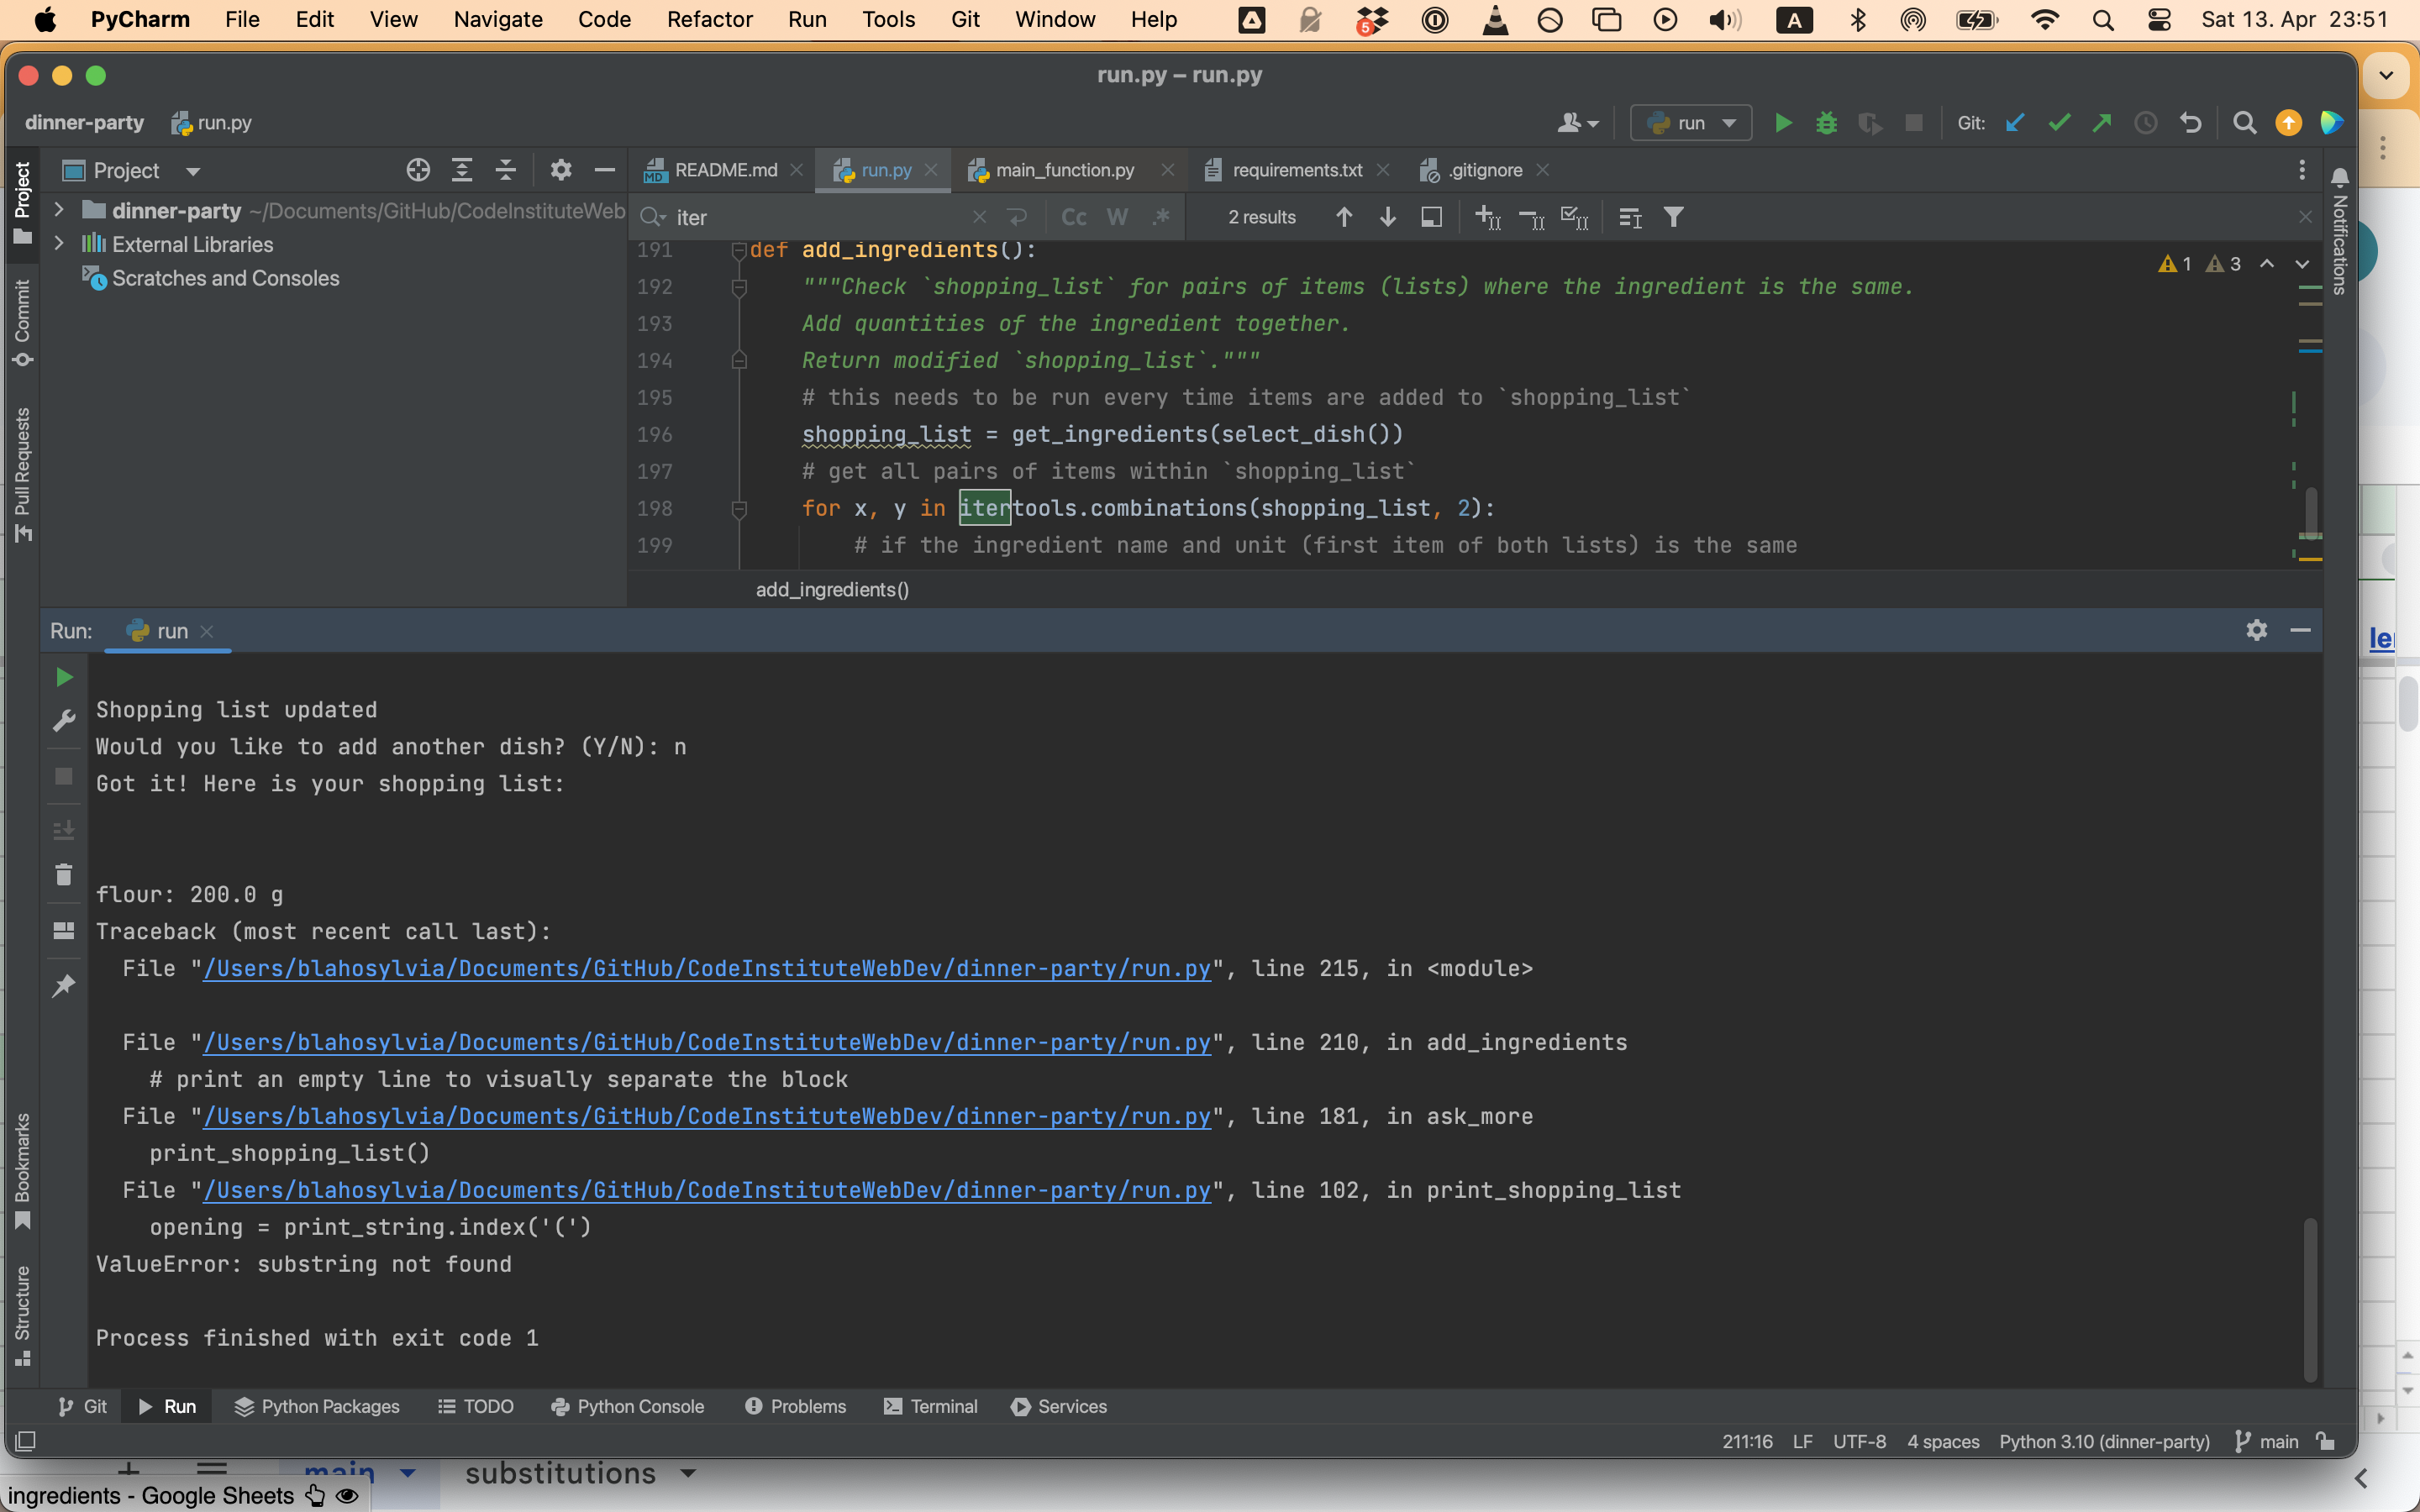 PyCharm File Edit View Navigate Code Refactor Run Tools Git Window Help 5 A Sat 13. Apr 23:51
run.py – run.py
dinner-party run.py run Git:
Project README.md run.py main_function.py requirements.txt .gitignore
iter Cc W .* 2 results
dinner-party ~/Documents/GitHub/CodeInstituteWeb
External Libraries
Scratches and Consoles
191 def add_ingredients():
192 """Check `shopping_list` for pairs of items (lists) where the ingredient is the same.
193 Add quantities of the ingredient together.
194 Return modified `shopping_list`."""
195 # this needs to be run every time items are added to `shopping_list`
196 shopping_list = get_ingredients(select_dish())
197 # get all pairs of items within `shopping_list`
198 for x, y in itertools.combinations(shopping_list, 2):
199 # if the ingredient name and unit (first item of both lists) is the same
1 3
add_ingredients()
Project
Commit
Pull Requests
Bookmarks
Structure
Notifications
Run: run
Shopping list updated
Would you like to add another dish? (Y/N): n
Got it! Here is your shopping list:
flour: 200.0 g
Traceback (most recent call last):
File "/Users/blahosylvia/Documents/GitHub/CodeInstituteWebDev/dinner-party/run.py", line 215, in <module>
File "/Users/blahosylvia/Documents/GitHub/CodeInstituteWebDev/dinner-party/run.py", line 210, in add_ingredients
# print an empty line to visually separate the block
File "/Users/blahosylvia/Documents/GitHub/CodeInstituteWebDev/dinner-party/run.py", line 181, in ask_more
print_shopping_list()
File "/Users/blahosylvia/Documents/GitHub/CodeInstituteWebDev/dinner-party/run.py", line 102, in print_shopping_list
opening = print_string.index('(')
ValueError: substring not found
Process finished with exit code 1
Git Run Python Packages TODO Python Console Problems Terminal Services
211:16 LF UTF-8 4 spaces Python 3.10 (dinner-party) main
main substitutions
ingredients - Google Sheets